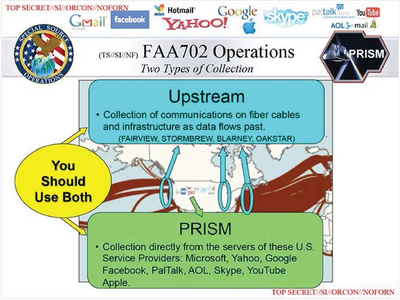 TOP SECRET//SI//ORCON//NOFORN
Gmail facebook msn Hotmail YAHOO! Google skype paltalk.com YouTube
AOL mail
SPECIAL SOURCE OPERATIONS
(TS//SI//NF) FAA702 Operations
Two Types of Collection
PRISM
Upstream
• Collection of communications on fiber cables
and infrastructure as data flows past.
(FAIRVIEW, STORMBREW, BLARNEY, OAKSTAR)
You
Should
Use Both
PRISM
• Collection directly from the servers of these U.S.
Service Providers: Microsoft, Yahoo, Google
Facebook, PalTalk, AOL, Skype, YouTube
Apple.
TOP SECRET//SI//ORCON//NOFORN